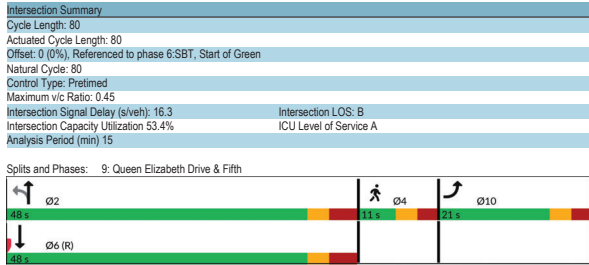 Intersection Summary
Cycle Length: 80
Actuated Cycle Length: 80
Offset: 0 (0%), Referenced to phase 6:SBT, Start of Green
Natural Cycle: 80
Control Type: Pretimed
Maximum v/c Ratio: 0.45
Intersection Signal Delay (s/veh): 16.3 Intersection LOS: B
Intersection Capacity Utilization 53.4% ICU Level of Service A
Analysis Period (min) 15
Splits and Phases: 9: Queen Elizabeth Drive & Fifth
Ø2 Ø4 Ø10
48 s 11 s 21 s
Ø6 (R)
48 s